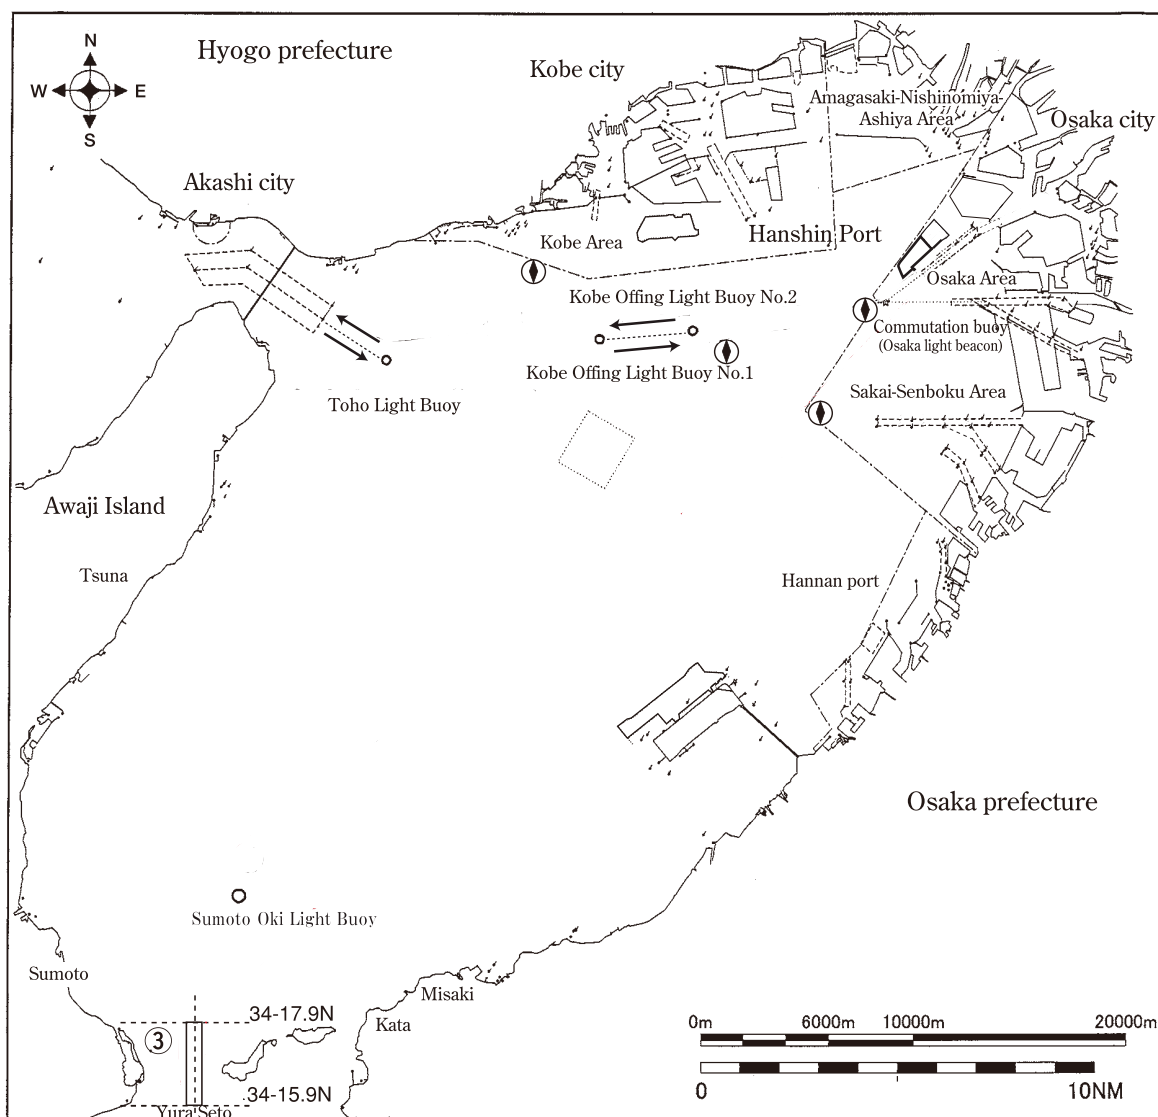 N
Hyogo prefecture
W
E
S
Kobe city
Amagasaki-Nishinomiya-
Ashiya Area
Osaka city
Akashi city
Kobe Area
Hanshin Port
Osaka Area
Kobe Offing Light Buoy No.2
Commutation buoy
(Osaka light beacon)
Kobe Offing Light Buoy No.1
Toho Light Buoy
Sakai-Senboku Area
Awaji Island
Tsuna
Hannan port
Osaka prefecture
Sumoto Oki Light Buoy
Sumoto
Misaki
Kata
34-17.9N
3
34-15.9N
Yura Seto
0m 6000m 10000m 20000m
0 10NM